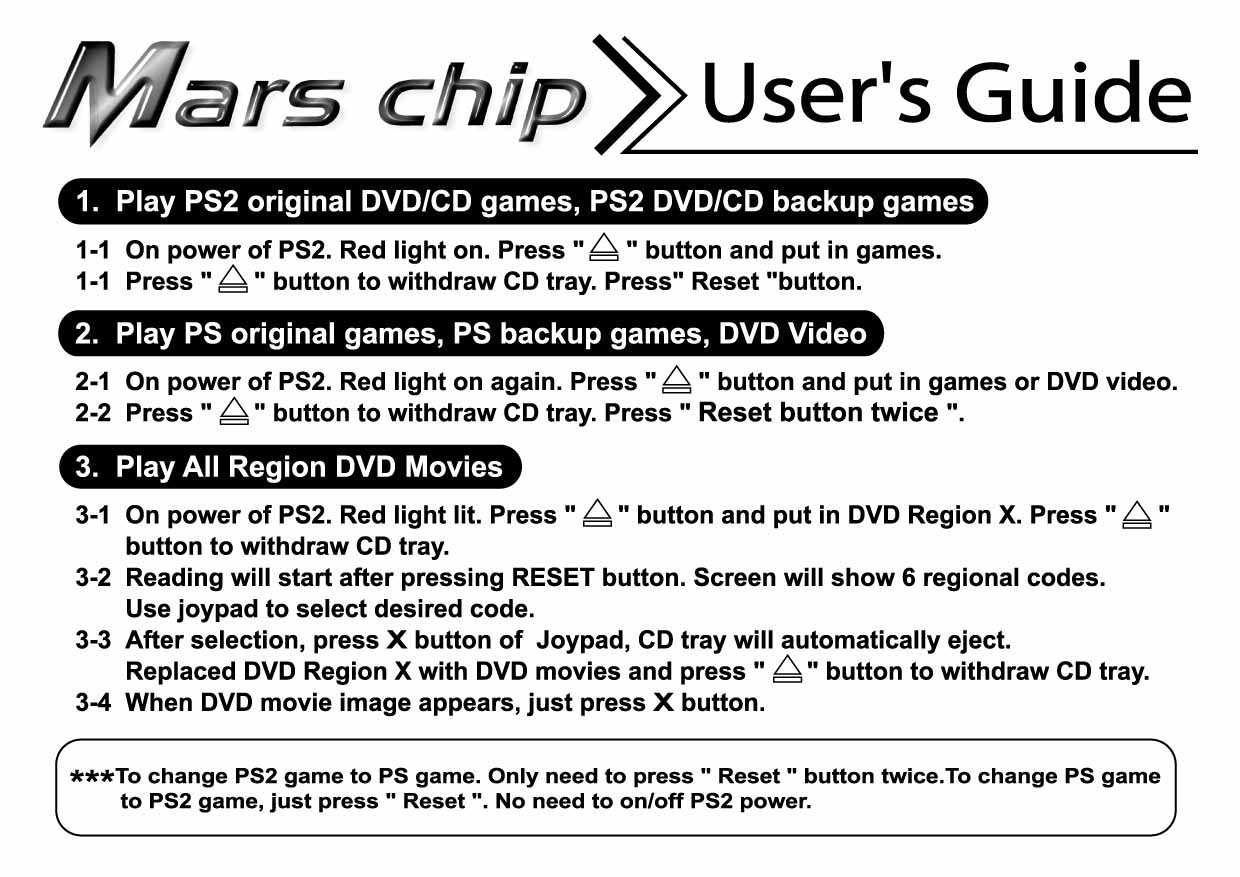 Mars chip User's Guide
1. Play PS2 original DVD/CD games, PS2 DVD/CD backup games
1-1 On power of PS2. Red light on. Press " ⏏ " button and put in games.
1-1 Press " ⏏ " button to withdraw CD tray. Press" Reset "button.
2. Play PS original games, PS backup games, DVD Video
2-1 On power of PS2. Red light on again. Press " ⏏ " button and put in games or DVD video.
2-2 Press " ⏏ " button to withdraw CD tray. Press " Reset button twice ".
3. Play All Region DVD Movies
3-1 On power of PS2. Red light lit. Press " ⏏ " button and put in DVD Region X. Press " ⏏ "
button to withdraw CD tray.
3-2 Reading will start after pressing RESET button. Screen will show 6 regional codes.
Use joypad to select desired code.
3-3 After selection, press X button of Joypad, CD tray will automatically eject.
Replaced DVD Region X with DVD movies and press " ⏏ " button to withdraw CD tray.
3-4 When DVD movie image appears, just press X button.
***To change PS2 game to PS game. Only need to press " Reset " button twice.To change PS game
to PS2 game, just press " Reset ". No need to on/off PS2 power.